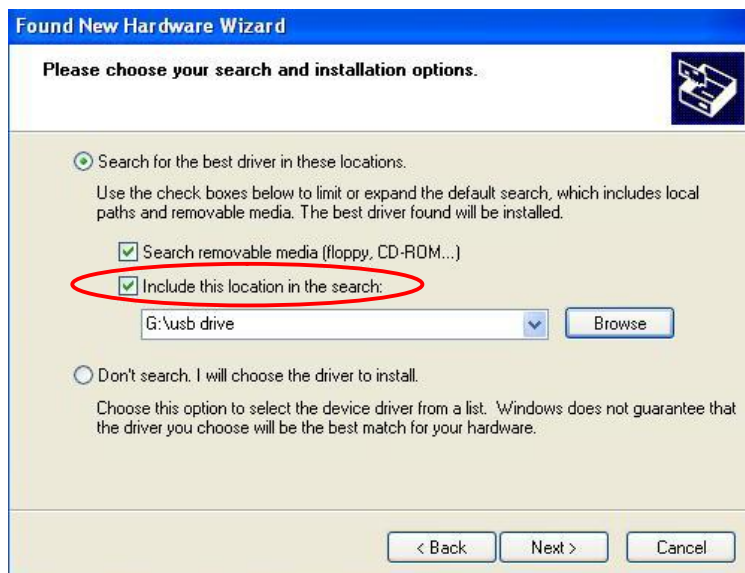 Found New Hardware Wizard
Please choose your search and installation options.
Search for the best driver in these locations.
Use the check boxes below to limit or expand the default search, which includes local
paths and removable media. The best driver found will be installed.
Search removable media (floppy, CD-ROM...)
Include this location in the search:
G:\usb drive
Browse
Don't search. I will choose the driver to install.
Choose this option to select the device driver from a list. Windows does not guarantee that
the driver you choose will be the best match for your hardware.
< Back
Next >
Cancel